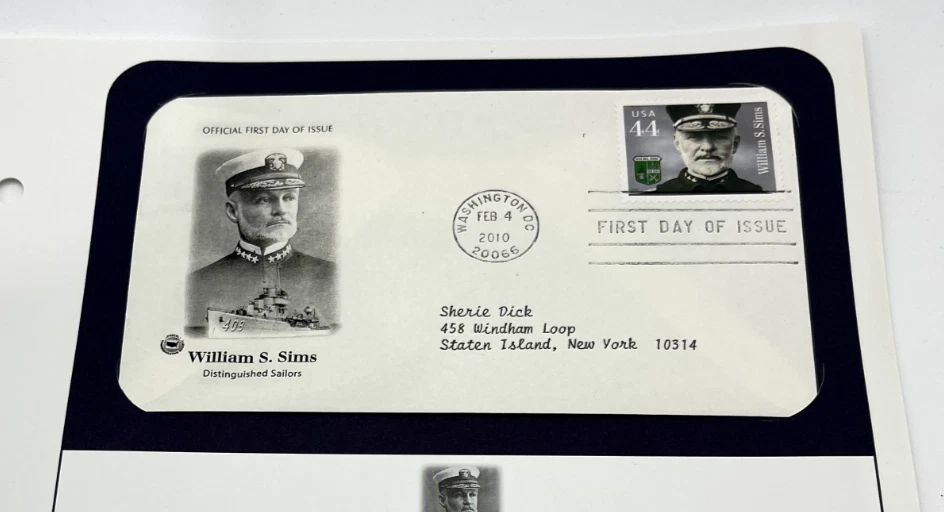 OFFICIAL FIRST DAY OF ISSUE
USA
44
William S. Sims
WASHINGTON DC
FEB 4
2010
20066
FIRST DAY OF ISSUE
409
Sherie Dick
458 Windham Loop
Staten Island, New York 10314
William S. Sims
Distinguished Sailors